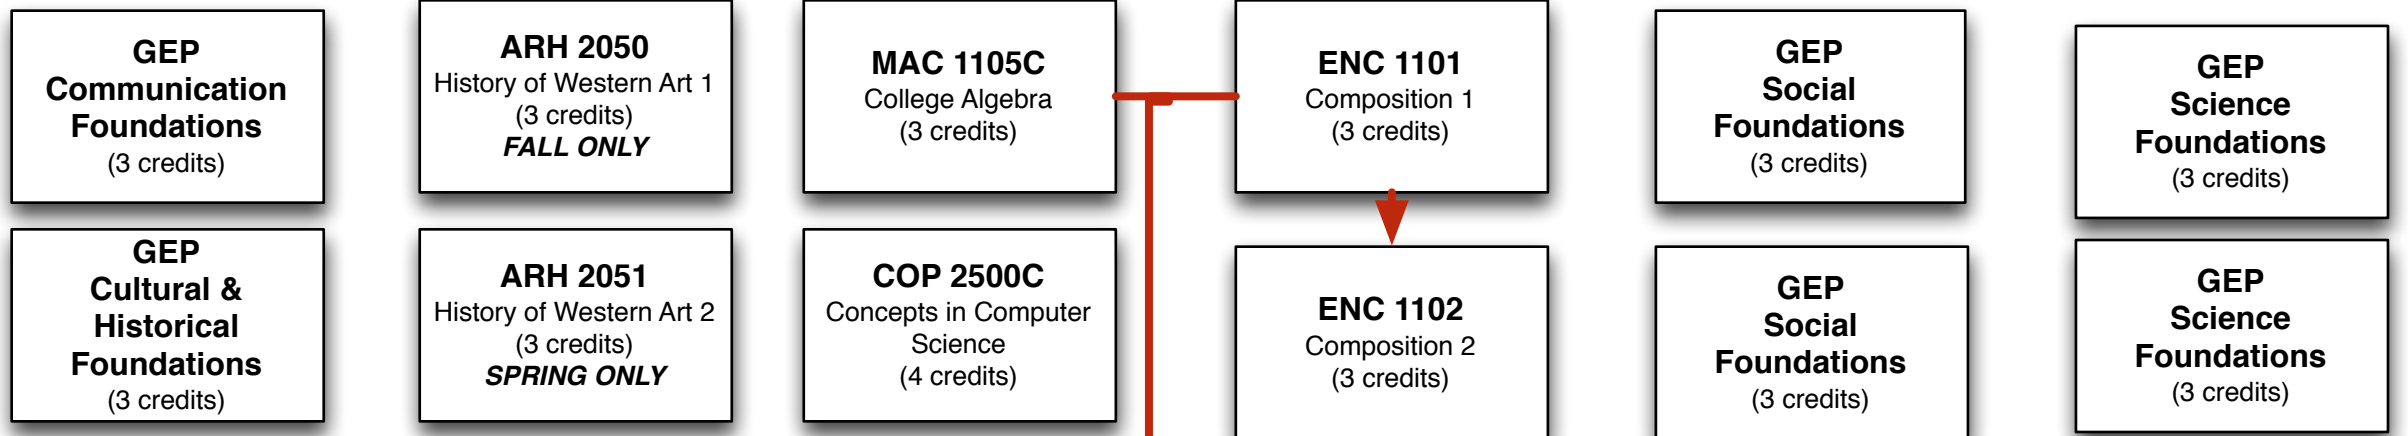 GEP
Communication
Foundations
(3 credits)
ARH 2050
History of Western Art 1
(3 credits)
FALL ONLY
MAC 1105C
College Algebra
(3 credits)
ENC 1101
Composition 1
(3 credits)
GEP
Social
Foundations
(3 credits)
GEP
Science
Foundations
(3 credits)
GEP
Cultural &
Historical
Foundations
(3 credits)
ARH 2051
History of Western Art 2
(3 credits)
SPRING ONLY
COP 2500C
Concepts in Computer
Science
(4 credits)
ENC 1102
Composition 2
(3 credits)
GEP
Social
Foundations
(3 credits)
GEP
Science
Foundations
(3 credits)